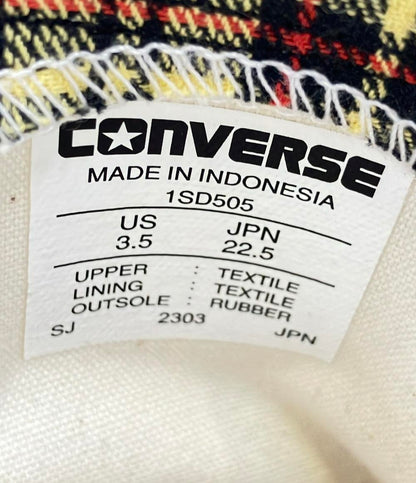 CONVERSE
MADE IN INDONESIA
1SD505
US JPN
3.5 22.5
UPPER : TEXTILE
LINING : TEXTILE
OUTSOLE : RUBBER
SJ 2303 JPN